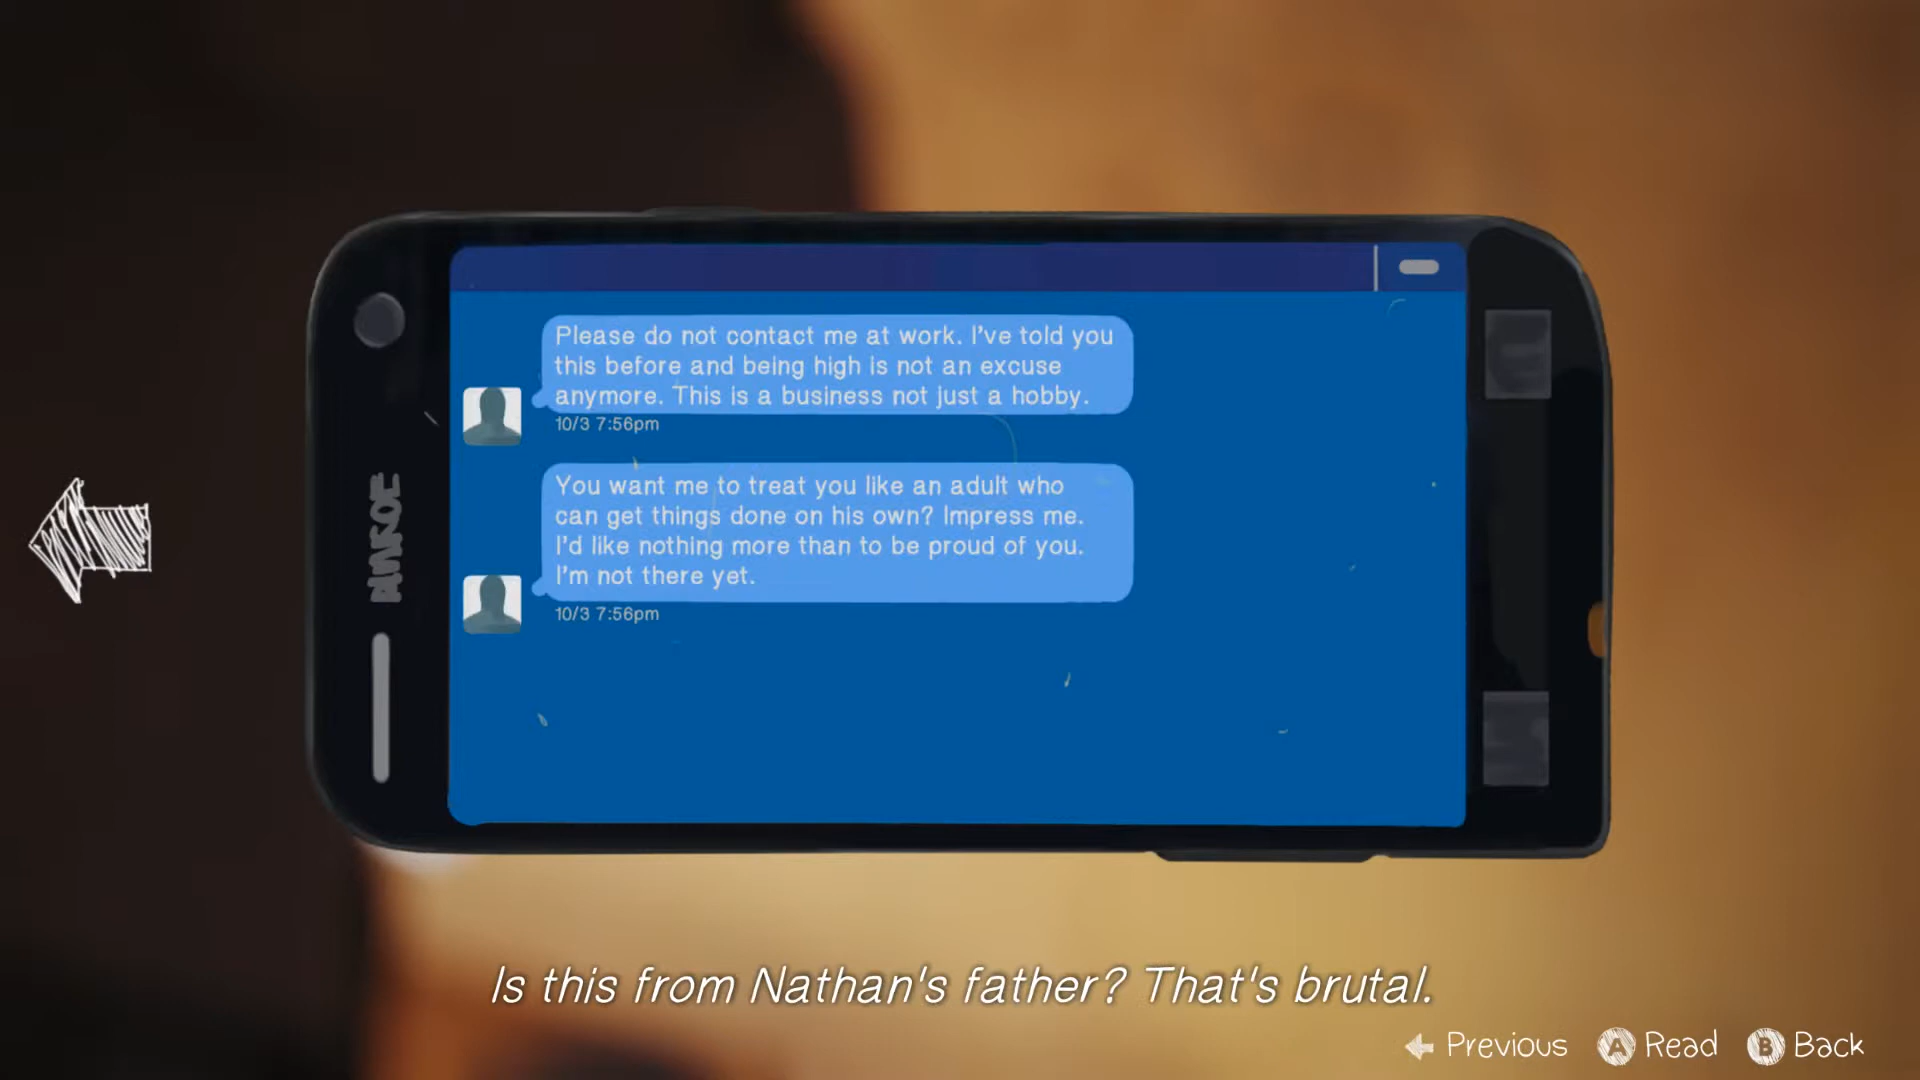 Please do not contact me at work. I've told you
this before and being high is not an excuse
anymore. This is a business not just a hobby.
10/3 7:56pm
You want me to treat you like an adult who
can get things done on his own? Impress me.
I'd like nothing more than to be proud of you.
I'm not there yet.
10/3 7:56pm
Is this from Nathan's father? That's brutal.
Previous A Read B Back